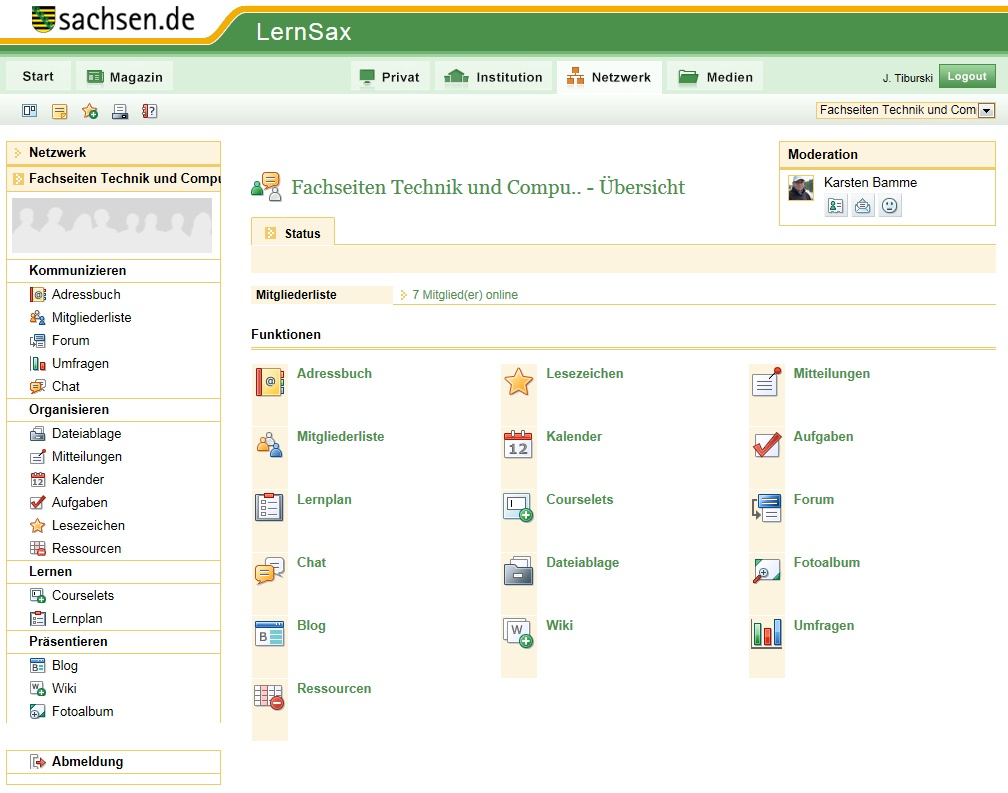 sachsen.de
LernSax
Start
Magazin
Privat
Institution
Netzwerk
Medien
J. Tiburski
Logout
Fachseiten Technik und Com
Netzwerk
Fachseiten Technik und Compu
Kommunizieren
Adressbuch
Mitgliederliste
Forum
Umfragen
Chat
Organisieren
Dateiablage
Mitteilungen
Kalender
Aufgaben
Lesezeichen
Ressourcen
Lernen
Courselets
Lernplan
Präsentieren
Blog
Wiki
Fotoalbum
Abmeldung
Fachseiten Technik und Compu.. - Übersicht
Moderation
Karsten Bamme
Status
Mitgliederliste
7 Mitglied(er) online
Funktionen
Adressbuch
Lesezeichen
Mitteilungen
Mitgliederliste
12
Kalender
Aufgaben
Lernplan
Courselets
Forum
Chat
Dateiablage
Fotoalbum
Blog
Wiki
Umfragen
Ressourcen